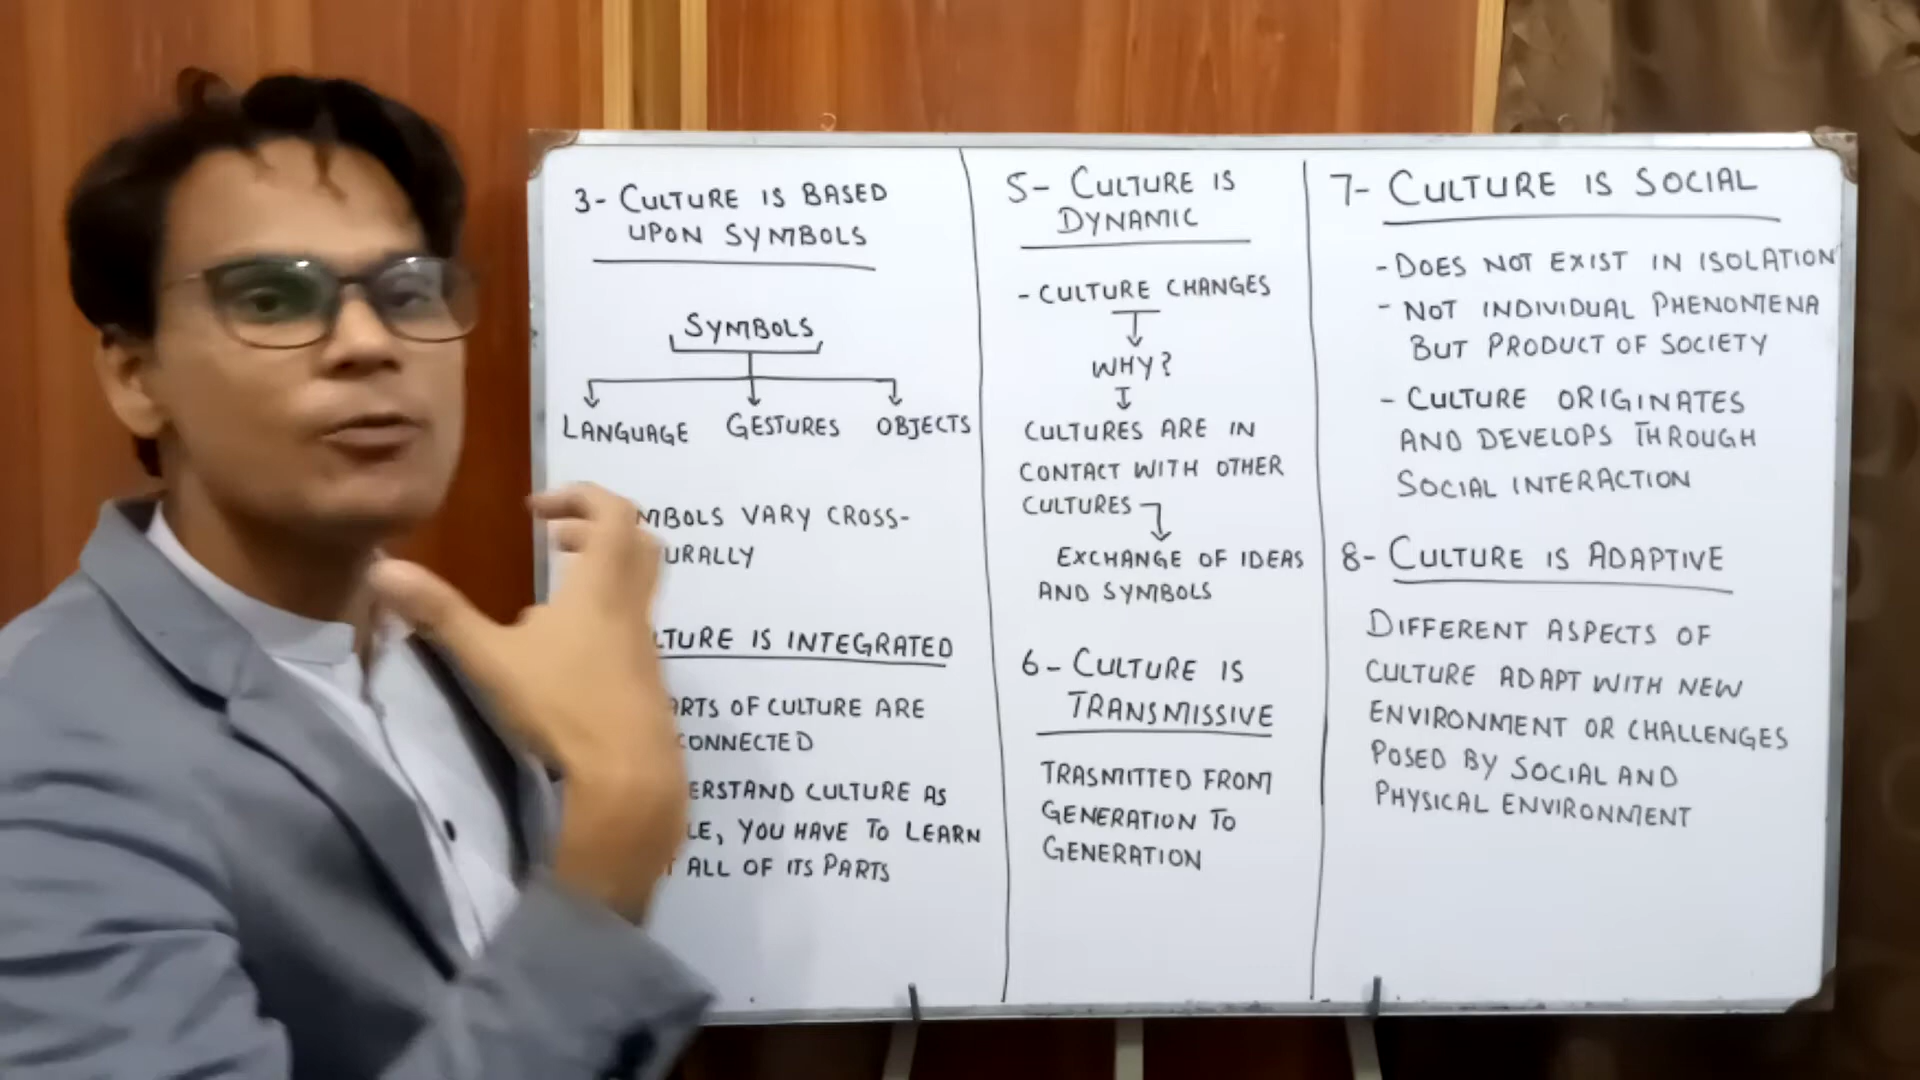 3- CULTURE IS BASED
UPON SYMBOLS
SYMBOLS
LANGUAGE GESTURES OBJECTS
VARY CROSS-
IS INTEGRATED
OF CULTURE ARE
CULTURE AS
YOU HAVE TO LEARN
ALL OF ITS PARTS
5- CULTURE IS
DYNAMIC
- CULTURE CHANGES
WHY?
CULTURES ARE IN
CONTACT WITH OTHER
CULTURES
EXCHANGE OF IDEAS
AND SYMBOLS
6- CULTURE IS
TRANSMISSIVE
TRASMITTED FROM
GENERATION TO
GENERATION
7- CULTURE IS SOCIAL
- DOES NOT EXIST IN ISOLATION
- NOT INDIVIDUAL PHENOMENA
BUT PRODUCT OF SOCIETY
- CULTURE ORIGINATES
AND DEVELOPS THROUGH
SOCIAL INTERACTION
8- CULTURE IS ADAPTIVE
DIFFERENT ASPECTS OF
CULTURE ADAPT WITH NEW
ENVIRONMENT OR CHALLENGES
POSED BY SOCIAL AND
PHYSICAL ENVIRONMENT